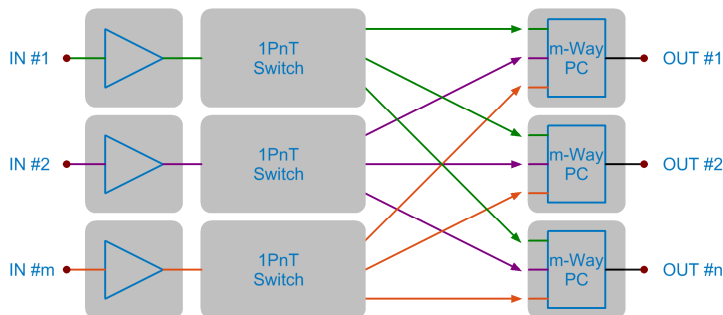 IN #1
1PnT
Switch
m-Way
PC
OUT #1
IN #2
1PnT
Switch
m-Way
PC
OUT #2
IN #m
1PnT
Switch
m-Way
PC
OUT #n